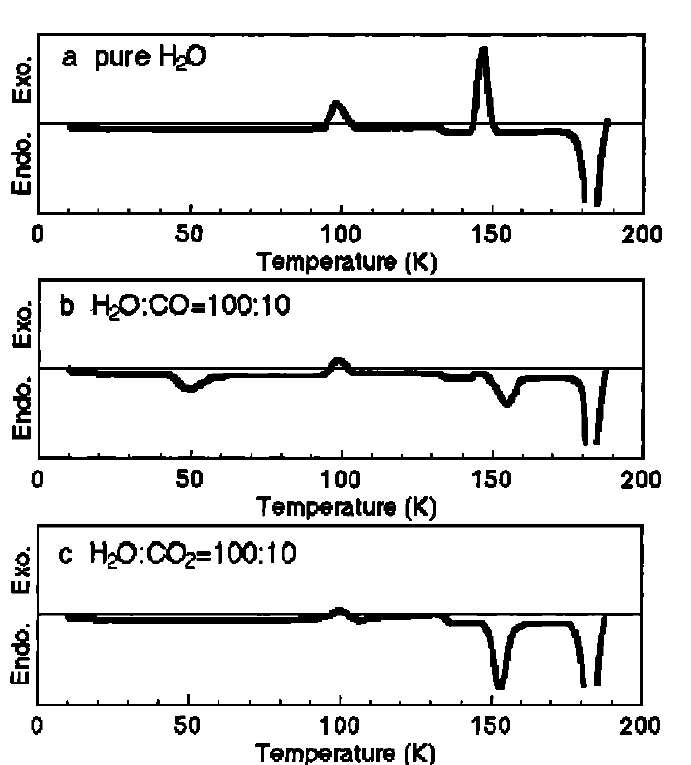 a pure H₂O
Exo.
Endo.
0 50 100 150 200
Temperature (K)
b H₂O:CO=100:10
Exo.
Endo.
0 50 100 150 200
Temperature (K)
c H₂O:CO₂=100:10
Exo.
Endo.
0 50 100 150 200
Temperature (K)